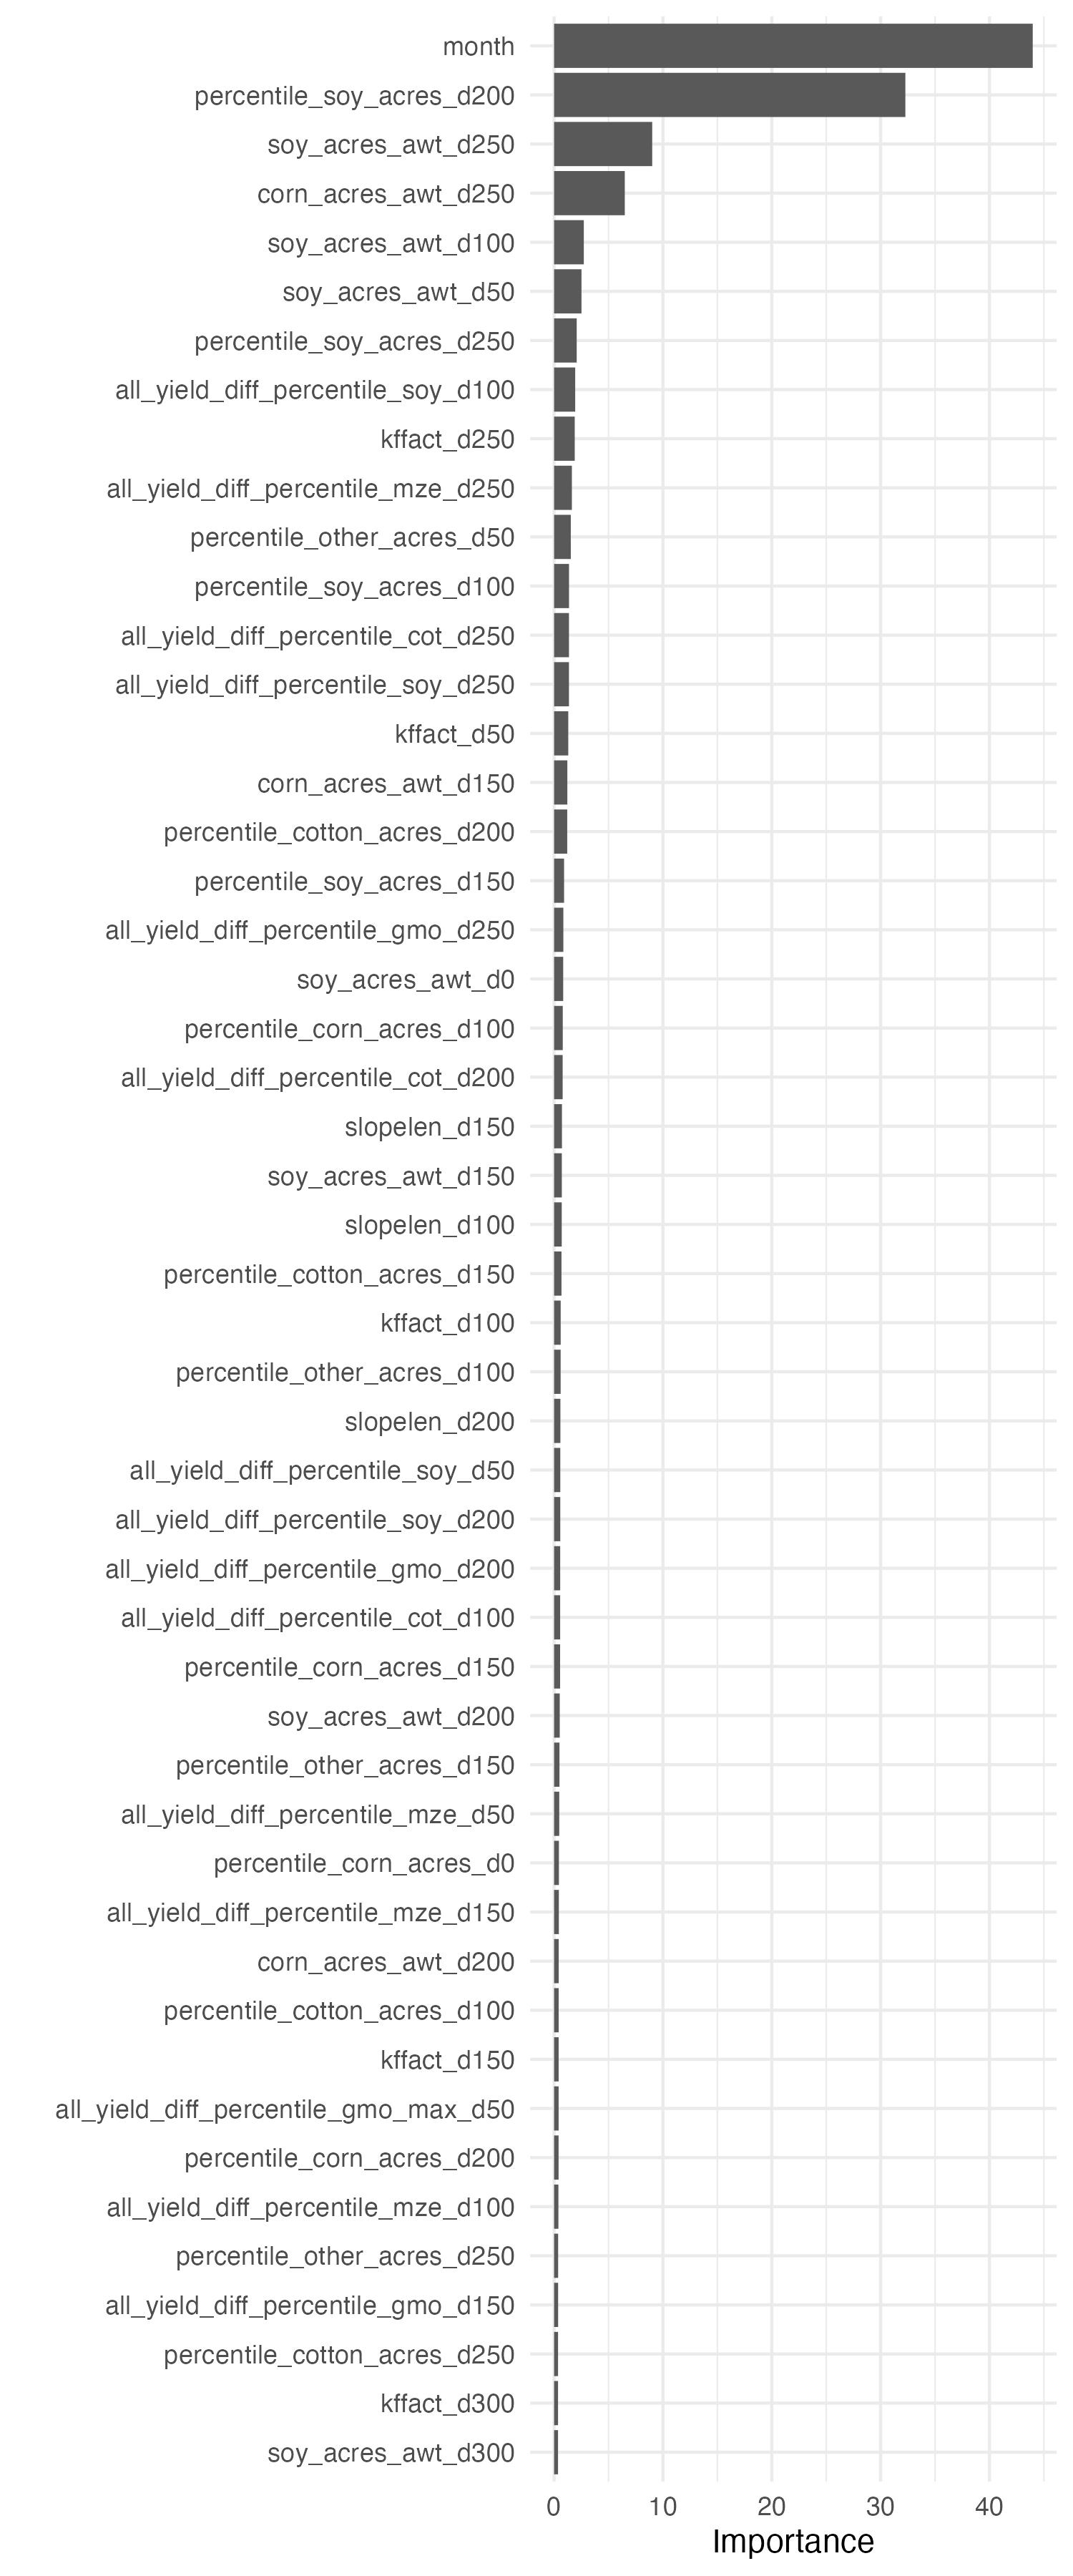 month
percentile_soy_acres_d200
soy_acres_awt_d250
corn_acres_awt_d250
soy_acres_awt_d100
soy_acres_awt_d50
percentile_soy_acres_d250
all_yield_diff_percentile_soy_d100
kffact_d250
all_yield_diff_percentile_mze_d250
percentile_other_acres_d50
percentile_soy_acres_d100
all_yield_diff_percentile_cot_d250
all_yield_diff_percentile_soy_d250
kffact_d50
corn_acres_awt_d150
percentile_cotton_acres_d200
percentile_soy_acres_d150
all_yield_diff_percentile_gmo_d250
soy_acres_awt_d0
percentile_corn_acres_d100
all_yield_diff_percentile_cot_d200
slopelen_d150
soy_acres_awt_d150
slopelen_d100
percentile_cotton_acres_d150
kffact_d100
percentile_other_acres_d100
slopelen_d200
all_yield_diff_percentile_soy_d50
all_yield_diff_percentile_soy_d200
all_yield_diff_percentile_gmo_d200
all_yield_diff_percentile_cot_d100
percentile_corn_acres_d150
soy_acres_awt_d200
percentile_other_acres_d150
all_yield_diff_percentile_mze_d50
percentile_corn_acres_d0
all_yield_diff_percentile_mze_d150
corn_acres_awt_d200
percentile_cotton_acres_d100
kffact_d150
all_yield_diff_percentile_gmo_max_d50
percentile_corn_acres_d200
all_yield_diff_percentile_mze_d100
percentile_other_acres_d250
all_yield_diff_percentile_gmo_d150
percentile_cotton_acres_d250
kffact_d300
soy_acres_awt_d300
0 10 20 30 40
Importance